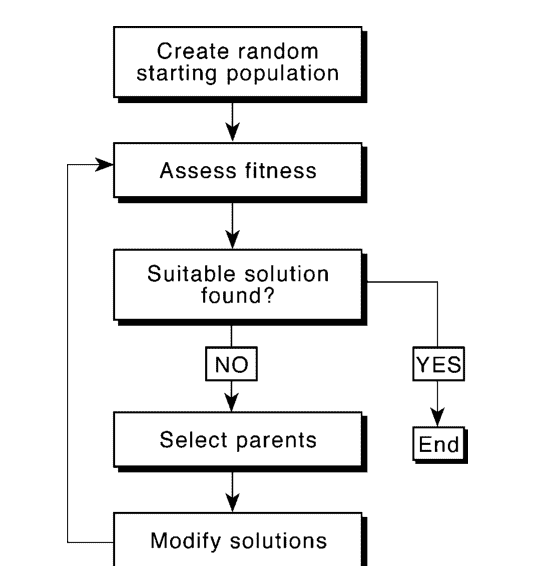 Create random
starting population
Assess fitness
Suitable solution
found?
NO
YES
Select parents
End
Modify solutions